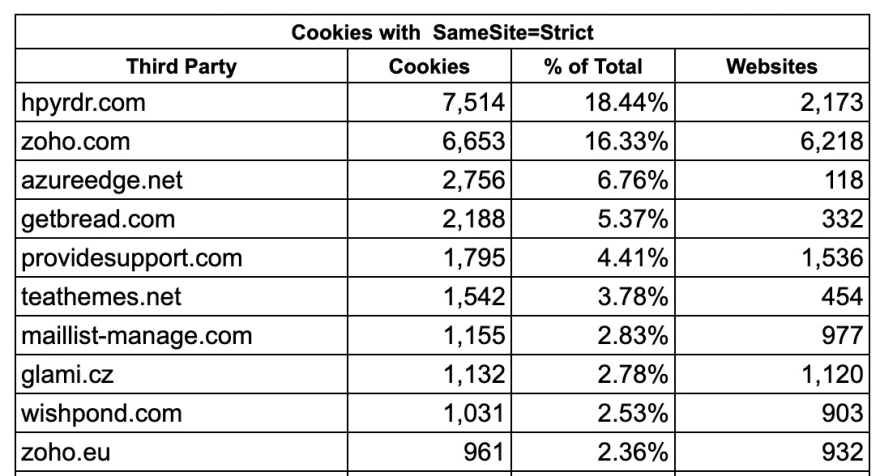 Cookies with SameSite=Strict
Third Party Cookies % of Total Websites
hpyrdr.com 7,514 18.44% 2,173
zoho.com 6,653 16.33% 6,218
azureedge.net 2,756 6.76% 118
getbread.com 2,188 5.37% 332
providesupport.com 1,795 4.41% 1,536
teathemes.net 1,542 3.78% 454
maillist-manage.com 1,155 2.83% 977
glami.cz 1,132 2.78% 1,120
wishpond.com 1,031 2.53% 903
zoho.eu 961 2.36% 932